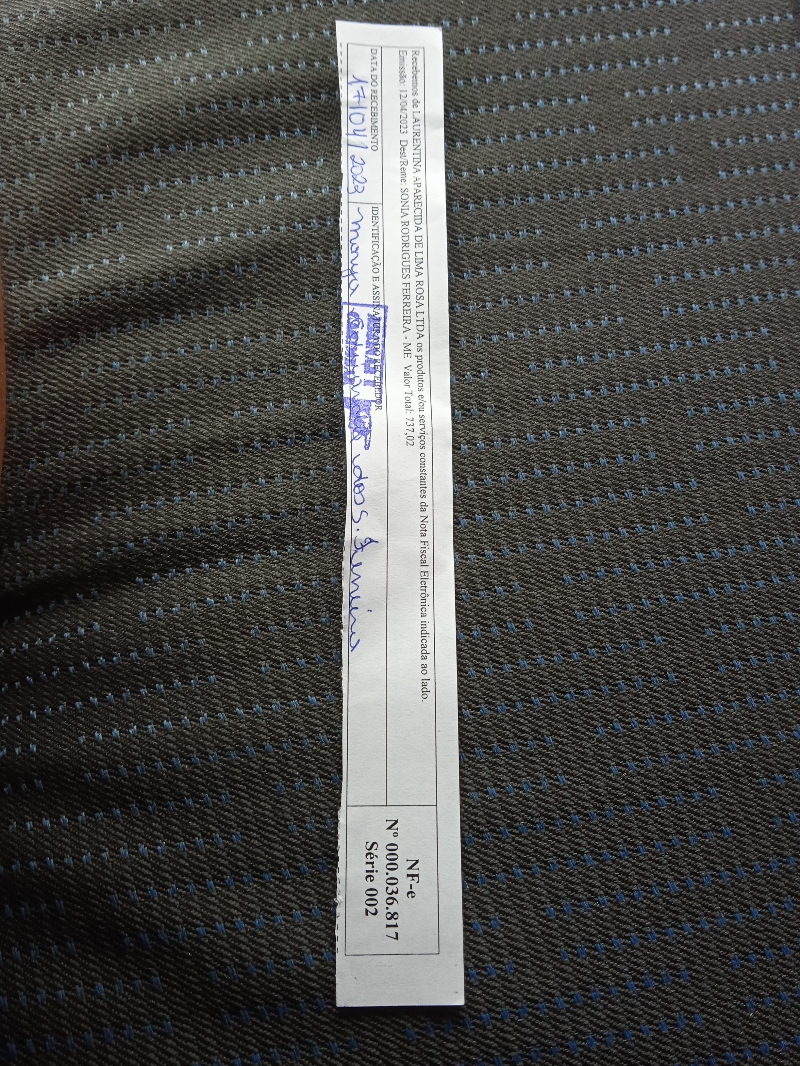 Recebemos de LAURENTINA APARECIDA DE LIMA ROSA LTDA os produtos e/ou serviços constantes da Nota Fiscal Eletrônica indicada ao lado.
Emissão: 12/04/2023 Dest/Reme: SONIA RODRIGUES FERREIRA - ME Valor Total: 737,02
DATA DO RECEBIMENTO
17/04/2023
IDENTIFICAÇÃO E ASSINATURA DO RECEBEDOR
dos S. Ferreira
NF-e
Nº 000.036.817
Série 002